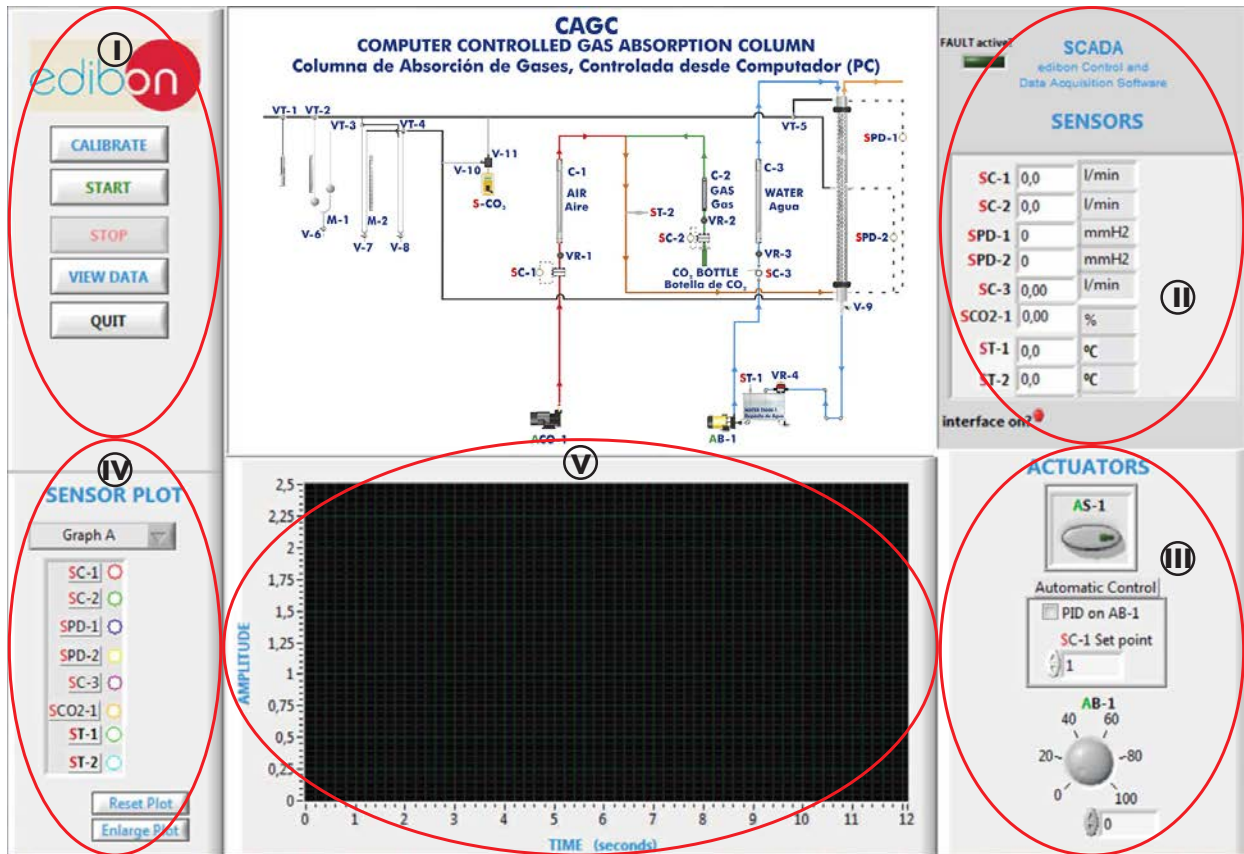 I
edibon
CALIBRATE
START
STOP
VIEW DATA
QUIT
CAGC
COMPUTER CONTROLLED GAS ABSORPTION COLUMN
Columna de Absorción de Gases, Controlada desde Computador (PC)
VT-1
VT-2
VT-3
VT-4
V-11
V-10
S-CO₂
M-1
M-2
V-6
V-7
V-8
C-1
AIR
Aire
VR-1
SC-1
ACO-1
ST-2
C-2
GAS
Gas
VR-2
SC-2
CO₂ BOTTLE
Botella de CO₂
C-3
WATER
Agua
VR-3
SC-3
VT-5
SPD-1
SPD-2
V-9
ST-1
VR-4
AB-1
FAULT active?
SCADA
edibon Control and
Data Acquisition Software
SENSORS
SC-1 0,0 l/min
SC-2 0,0 l/min
SPD-1 0 mmH2
SPD-2 0 mmH2
SC-3 0,00 l/min
SCO2-1 0,00 %
ST-1 0,0 ºC
ST-2 0,0 ºC
II
interface on?
IV
SENSOR PLOT
Graph A
SC-1
SC-2
SPD-1
SPD-2
SC-3
SCO2-1
ST-1
ST-2
Reset Plot
Enlarge Plot
V
AMPLITUDE
2,5
2,25
2
1,75
1,5
1,25
1
0,75
0,5
0,25
0
0 1 2 3 4 5 6 7 8 9 10 11 12
TIME (seconds)
ACTUATORS
AS-1
III
Automatic Control
PID on AB-1
SC-1 Set point
1
AB-1
0 20 40 60 80 100
0